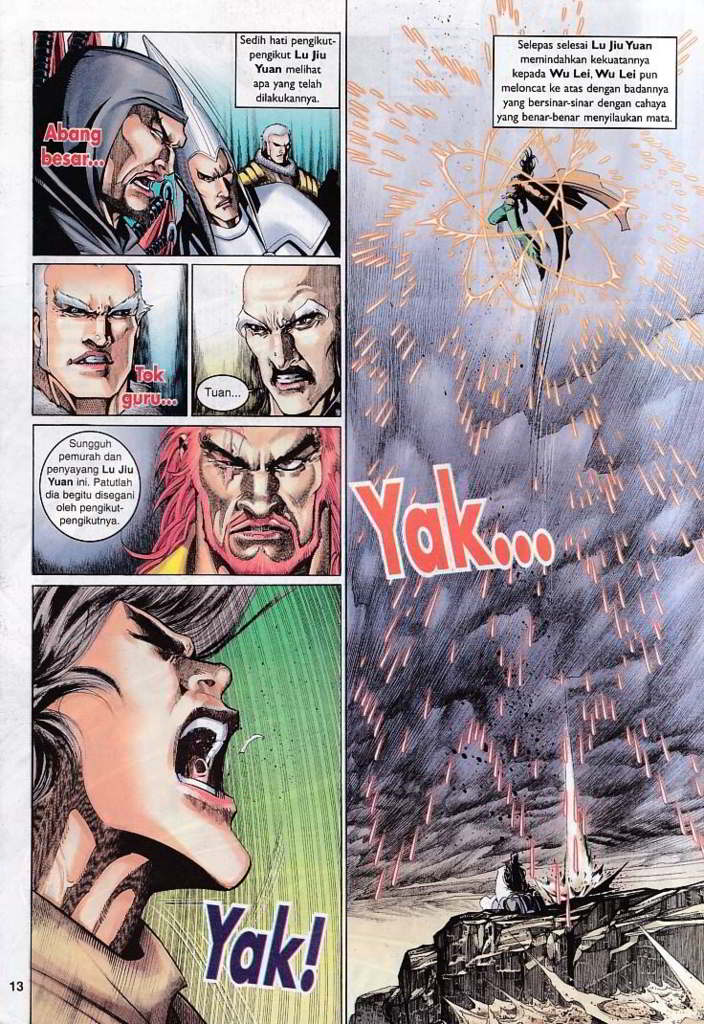 Sedih hati pengikut-
pengikut Lu Jiu
Yuan melihat
apa yang telah
dilakukannya.
Abang
besar...
Tok
guru...
Tuan...
Sungguh
pemurah dan
penyayang Lu Jiu
Yuan ini. Patutlah
dia begitu disegani
oleh pengikut-
pengikutnya.
Yak!
Selepas selesai Lu Jiu Yuan
memindahkan kekuatannya
kepada Wu Lei, Wu Lei pun
meloncat ke atas dengan badannya
yang bersinar-sinar dengan cahaya
yang benar-benar menyilaukan mata.
Yak...
13